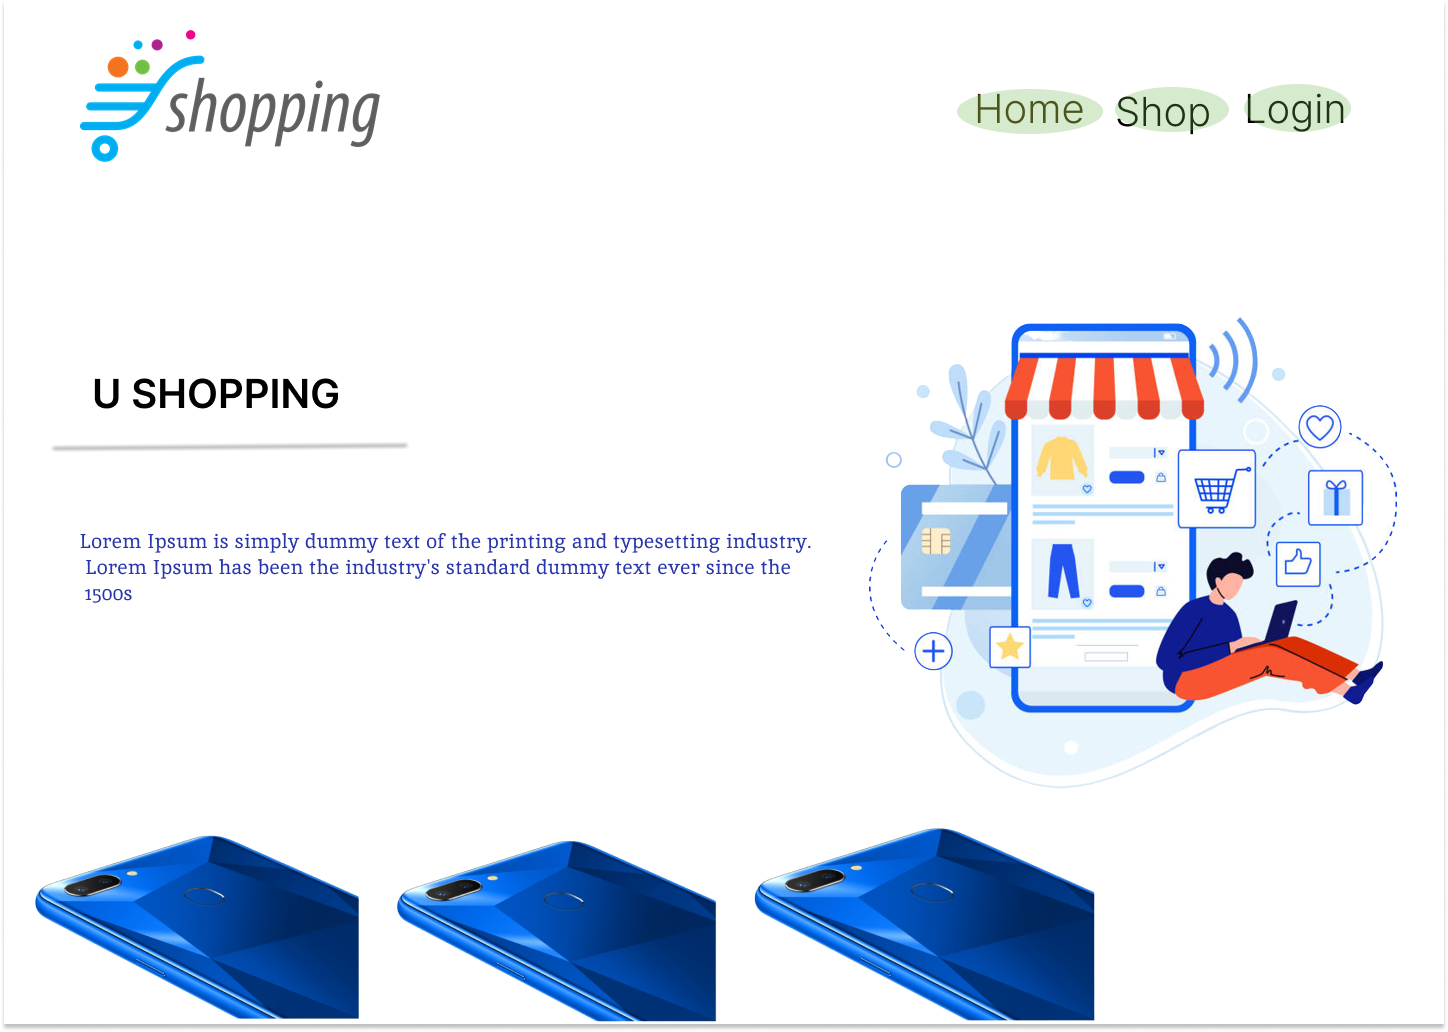 shopping
Home Shop Login
U SHOPPING
Lorem Ipsum is simply dummy text of the printing and typesetting industry.
Lorem Ipsum has been the industry's standard dummy text ever since the
1500s